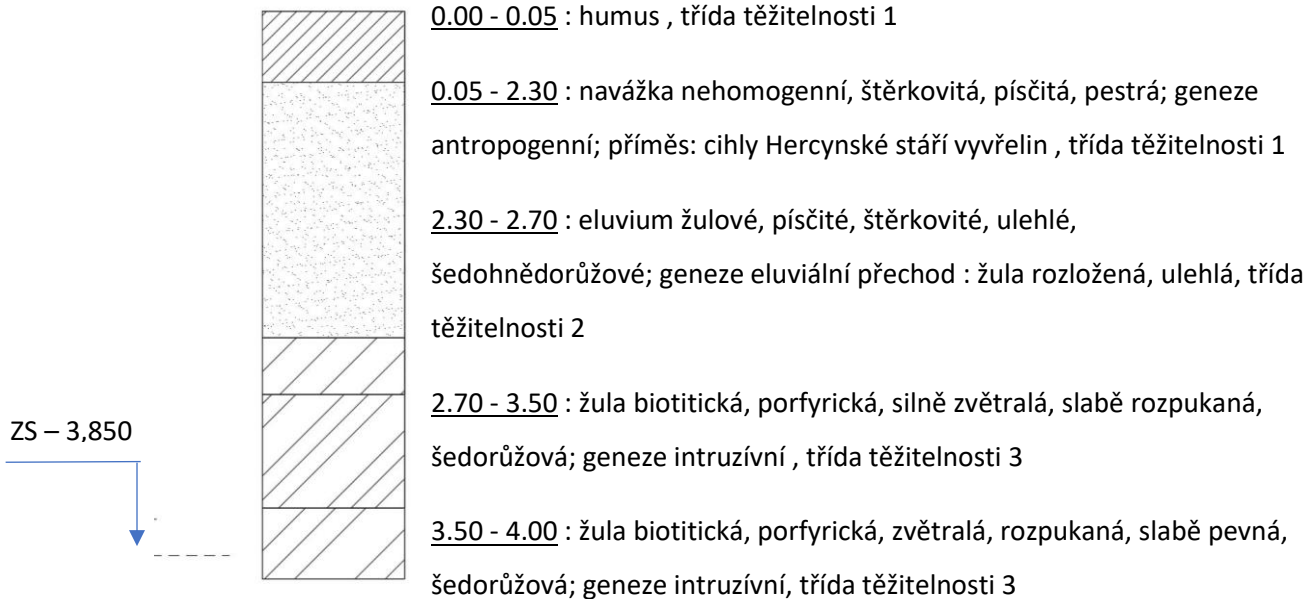 0.00 - 0.05 : humus , třída těžitelnosti 1
0.05 - 2.30 : navážka nehomogenní, štěrkovitá, písčitá, pestrá; geneze
antropogenní; příměs: cihly Hercynské stáří vyvřelin , třída těžitelnosti 1
2.30 - 2.70 : eluvium žulové, písčité, štěrkovité, ulehlé,
šedohnědorůžové; geneze eluviální přechod : žula rozložená, ulehlá, třída
těžitelnosti 2
2.70 - 3.50 : žula biotitická, porfyrická, silně zvětralá, slabě rozpukaná,
šedorůžová; geneze intruzívní , třída těžitelnosti 3
ZS – 3,850
3.50 - 4.00 : žula biotitická, porfyrická, zvětralá, rozpukaná, slabě pevná,
šedorůžová; geneze intruzívní, třída těžitelnosti 3